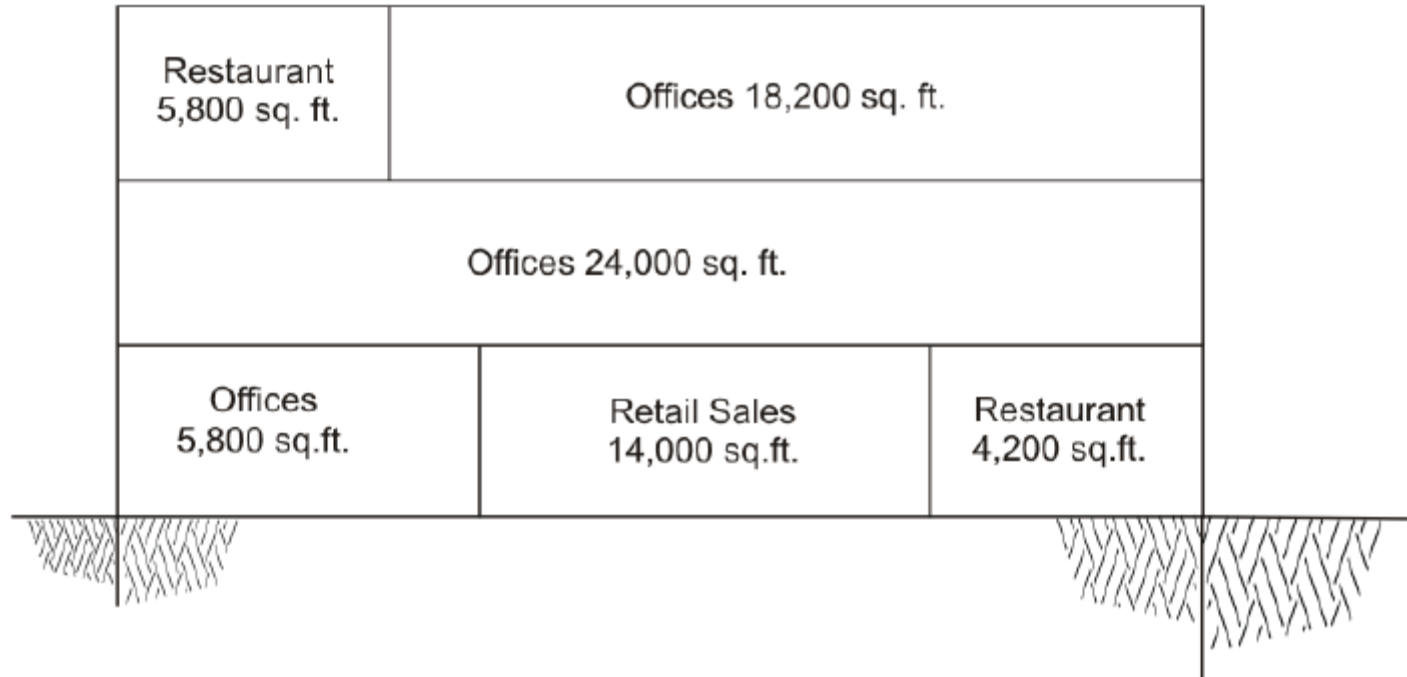 Restaurant
5,800 sq. ft.
Offices 18,200 sq. ft.
Offices 24,000 sq. ft.
Offices
5,800 sq.ft.
Retail Sales
14,000 sq.ft.
Restaurant
4,200 sq.ft.